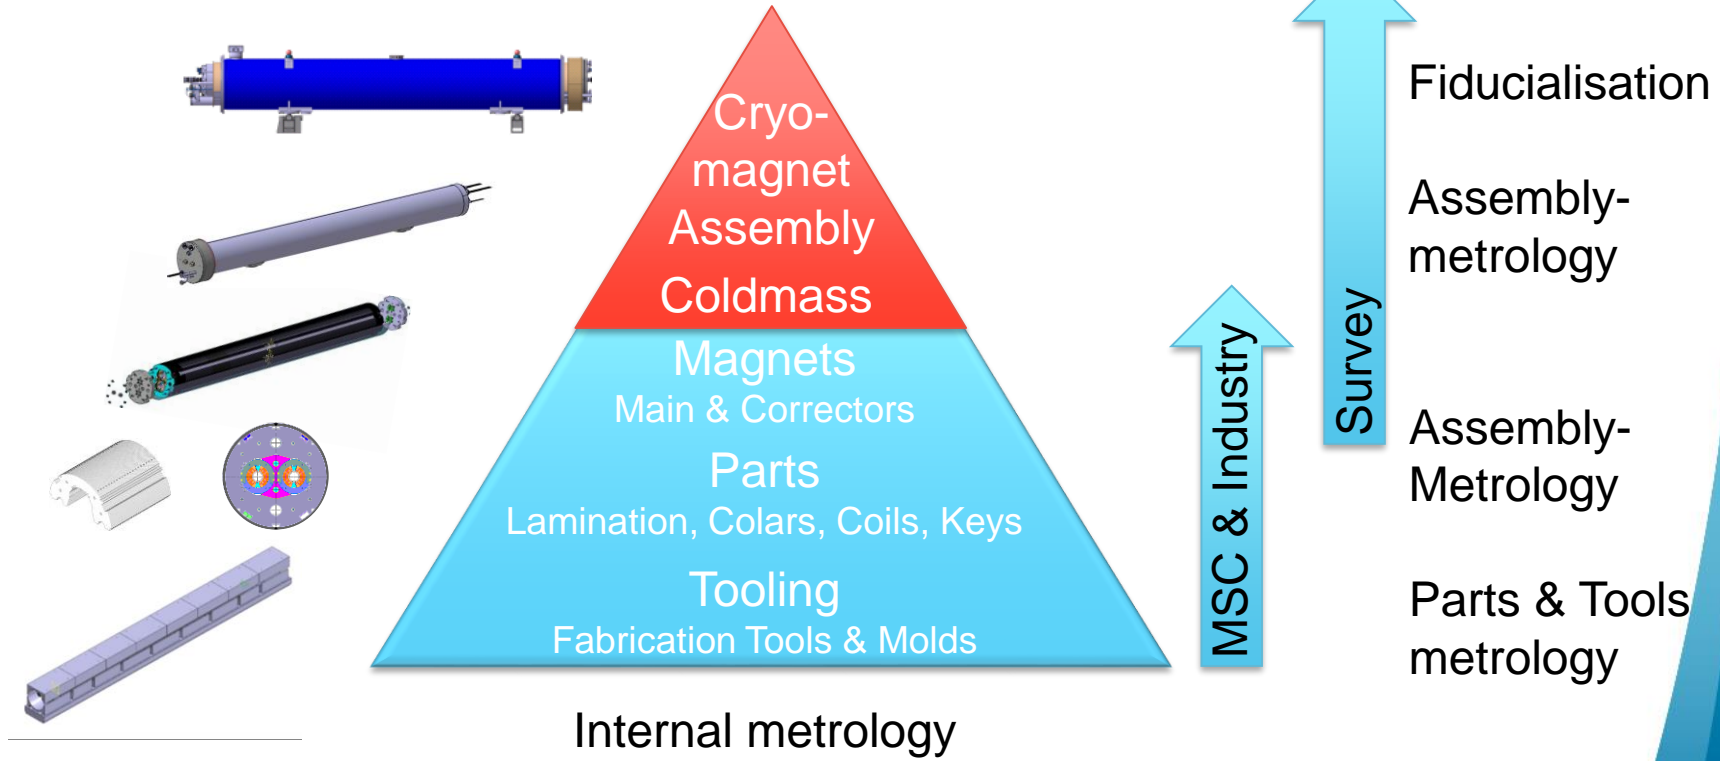 Cryo-
magnet
Assembly
Coldmass
Magnets
Main & Correctors
Parts
Lamination, Colars, Coils, Keys
Tooling
Fabrication Tools & Molds
Internal metrology
MSC & Industry
Survey
Fiducialisation
Assembly-
metrology
Assembly-
Metrology
Parts & Tools
metrology